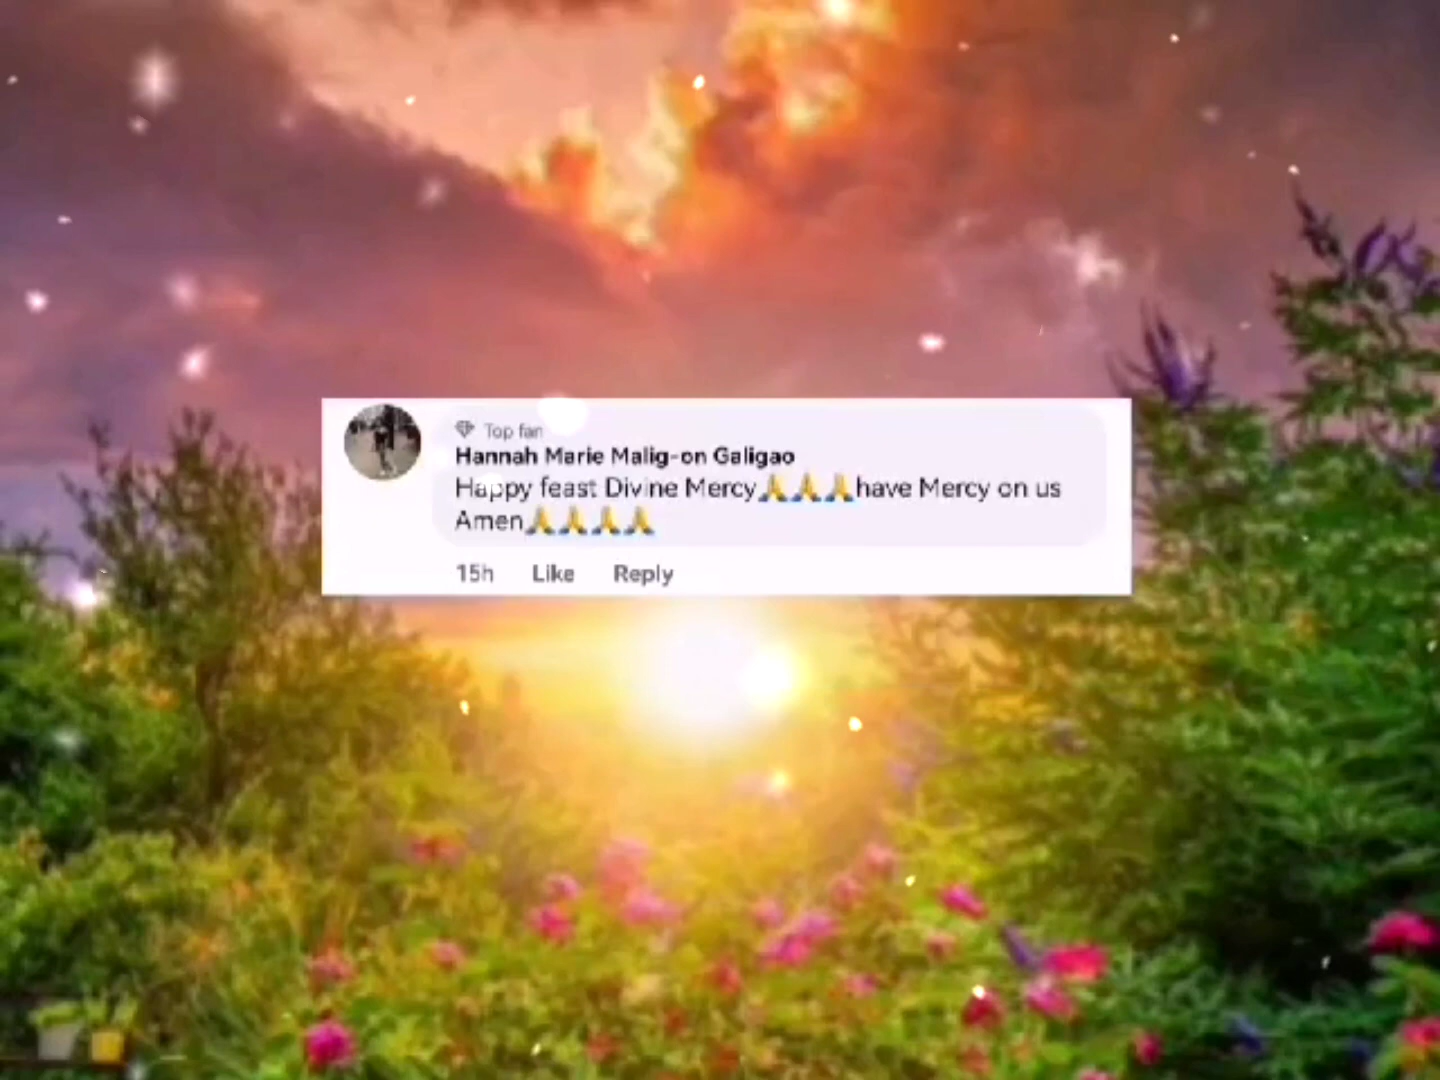 Top fan
Hannah Marie Malig-on Galigao
Happy feast Divine Mercy🙏🙏🙏have Mercy on us
Amen🙏🙏🙏🙏
15h Like Reply